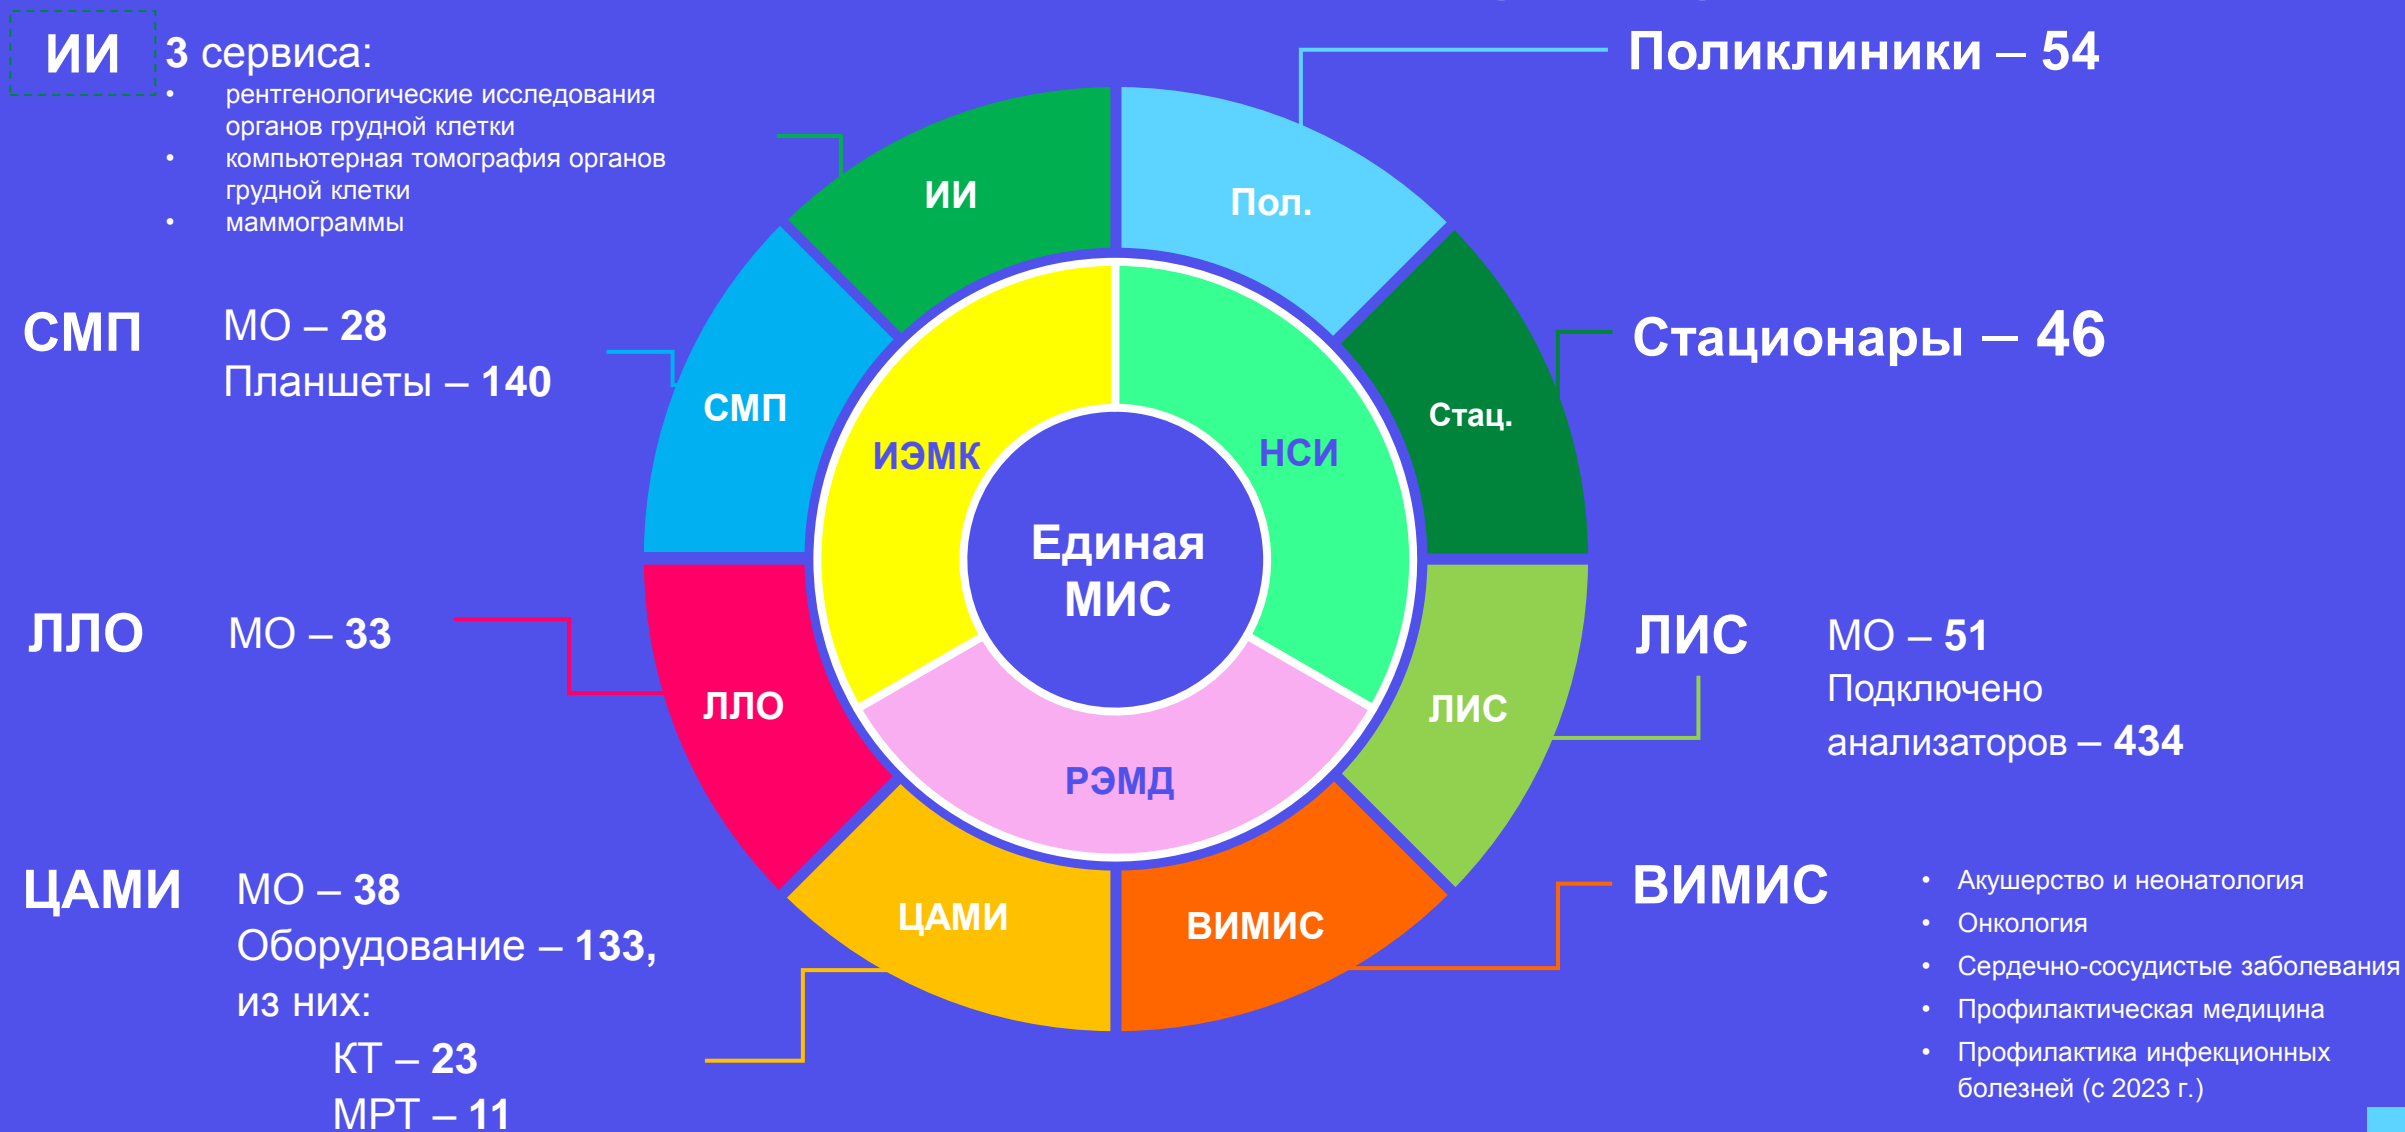 ИИ
3 сервиса:
• рентгенологические исследования
органов грудной клетки
• компьютерная томография органов
грудной клетки
• маммограммы
СМП
МО – 28
Планшеты – 140
ЛЛО
МО – 33
ЦАМИ
МО – 38
Оборудование – 133,
из них:
КТ – 23
МРТ – 11
ИИ
Пол.
СМП
Стац.
ИЭМК
НСИ
Единая
МИС
ЛЛО
ЛИС
РЭМД
ЦАМИ
ВИМИС
Поликлиники – 54
Стационары – 46
ЛИС
МО – 51
Подключено
анализаторов – 434
ВИМИС
• Акушерство и неонатология
• Онкология
• Сердечно-сосудистые заболевания
• Профилактическая медицина
• Профилактика инфекционных
болезней (с 2023 г.)